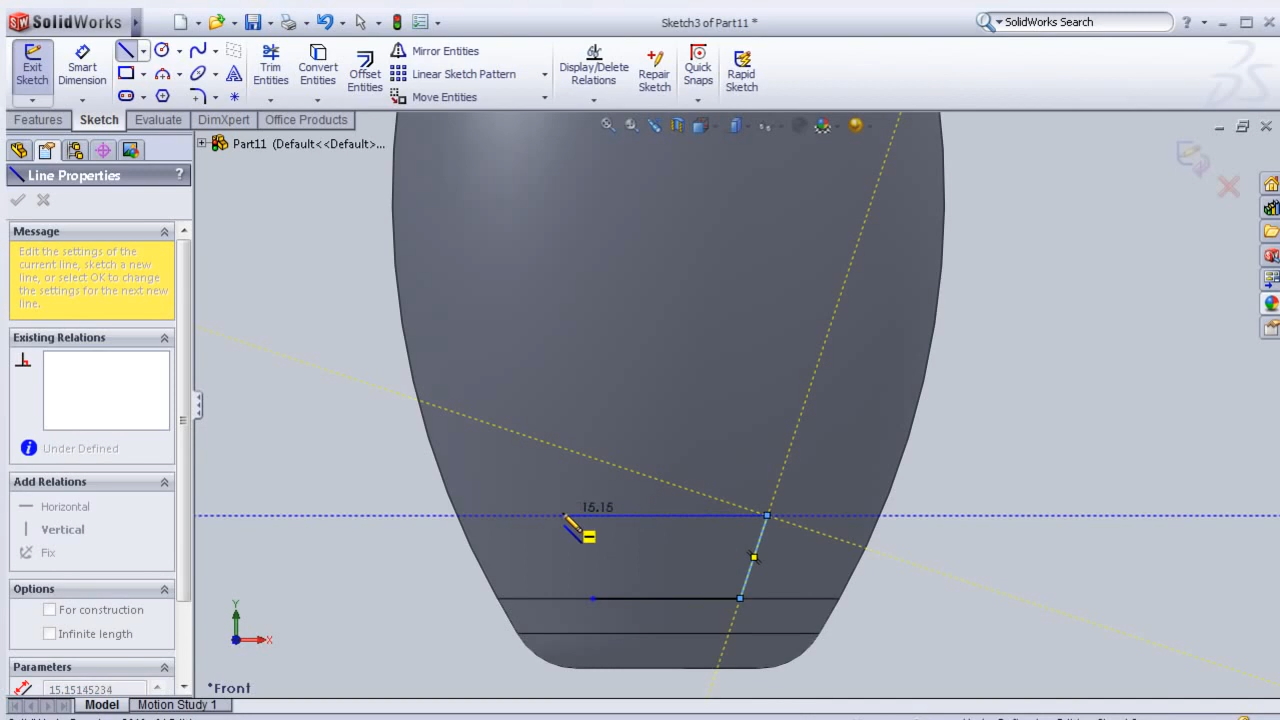 SolidWorks
Sketch3 of Part11 *
SolidWorks Search
?
Exit Sketch
Smart Dimension
Trim Entities
Convert Entities
Offset Entities
Mirror Entities
Linear Sketch Pattern
Move Entities
Display/Delete Relations
Repair Sketch
Quick Snaps
Rapid Sketch
Features
Sketch
Evaluate
DimXpert
Office Products
Part11 (Default<<Default>...
Line Properties ?
Message
Edit the settings of the
current line, sketch a new
line, or select OK to change
the settings for the next new
line.
Existing Relations
Under Defined
Add Relations
Horizontal
Vertical
Fix
Options
For construction
Infinite length
Parameters
15.15145234
15.15
Y
X
*Front
Model
Motion Study 1